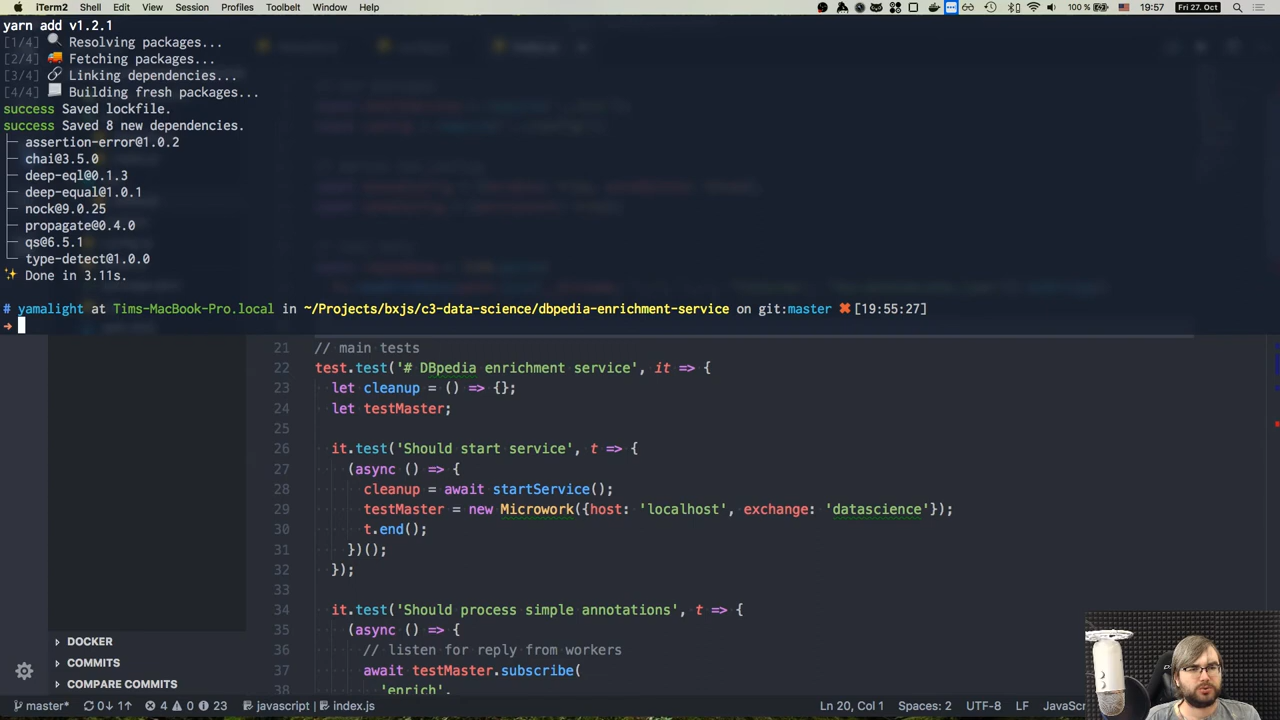 iTerm2 Shell Edit View Session Profiles Toolbelt Window Help 100 % 19:57 Fri 27. Oct
yarn add v1.2.1
[1/4] Resolving packages...
[2/4] Fetching packages...
[3/4] Linking dependencies...
[4/4] Building fresh packages...
success Saved lockfile.
success Saved 8 new dependencies.
├─ assertion-error@1.0.2
├─ chai@3.5.0
├─ deep-eql@0.1.3
├─ deep-equal@1.0.1
├─ nock@9.0.25
├─ propagate@0.4.0
├─ qs@6.5.1
└─ type-detect@1.0.0
✨ Done in 3.11s.
# yamalight at Tims-MacBook-Pro.local in ~/Projects/bxjs/c3-data-science/dbpedia-enrichment-service on git:master ✖ [19:55:27]
➜
21 // main tests
22 test.test('# DBpedia enrichment service', it => {
23 let cleanup = () => {};
24 let testMaster;
25
26 it.test('Should start service', t => {
27 (async () => {
28 cleanup = await startService();
29 testMaster = new Microwork({host: 'localhost', exchange: 'datascience'});
30 t.end();
31 })();
32 });
33
34 it.test('Should process simple annotations', t => {
35 (async () => {
36 // listen for reply from workers
37 await testMaster.subscribe(
38 'enrich',
DOCKER
COMMITS
COMPARE COMMITS
master* 0↓ 1↑ 4 0 23 javascript index.js Ln 20, Col 1 Spaces: 2 UTF-8 LF JavaSc